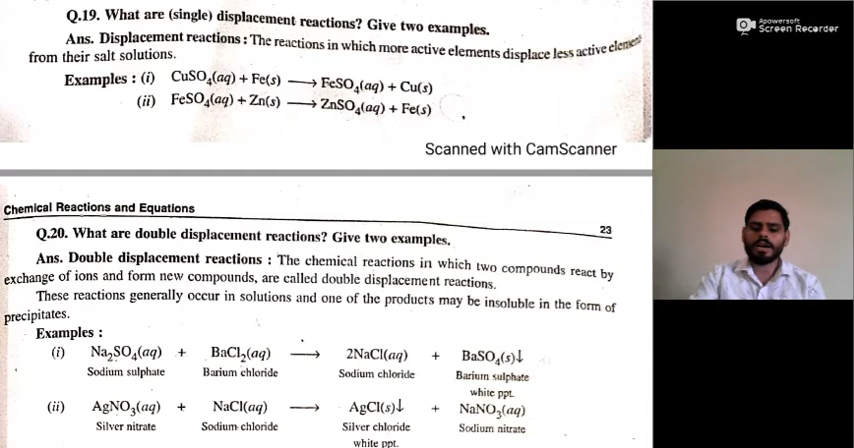 Q.19. What are (single) displacement reactions? Give two examples.
Ans. Displacement reactions : The reactions in which more active elements displace less active
from their salt solutions.
Examples : (i) CuSO₄(aq) + Fe(s) ⟶ FeSO₄(aq) + Cu(s)
(ii) FeSO₄(aq) + Zn(s) ⟶ ZnSO₄(aq) + Fe(s)
Scanned with CamScanner
Chemical Reactions and Equations 23
Q.20. What are double displacement reactions? Give two examples.
Ans. Double displacement reactions : The chemical reactions in which two compounds react by
exchange of ions and form new compounds, are called double displacement reactions.
These reactions generally occur in solutions and one of the products may be insoluble in the form of
precipitates.
Examples :
(i) Na₂SO₄(aq) + BaCl₂(aq) ⟶ 2NaCl(aq) + BaSO₄(s)↓
Sodium sulphate Barium chloride Sodium chloride Barium sulphate
white ppt.
(ii) AgNO₃(aq) + NaCl(aq) ⟶ AgCl(s)↓ + NaNO₃(aq)
Silver nitrate Sodium chloride Silver chloride Sodium nitrate
white ppt.
Apowersoft
Screen Recorder